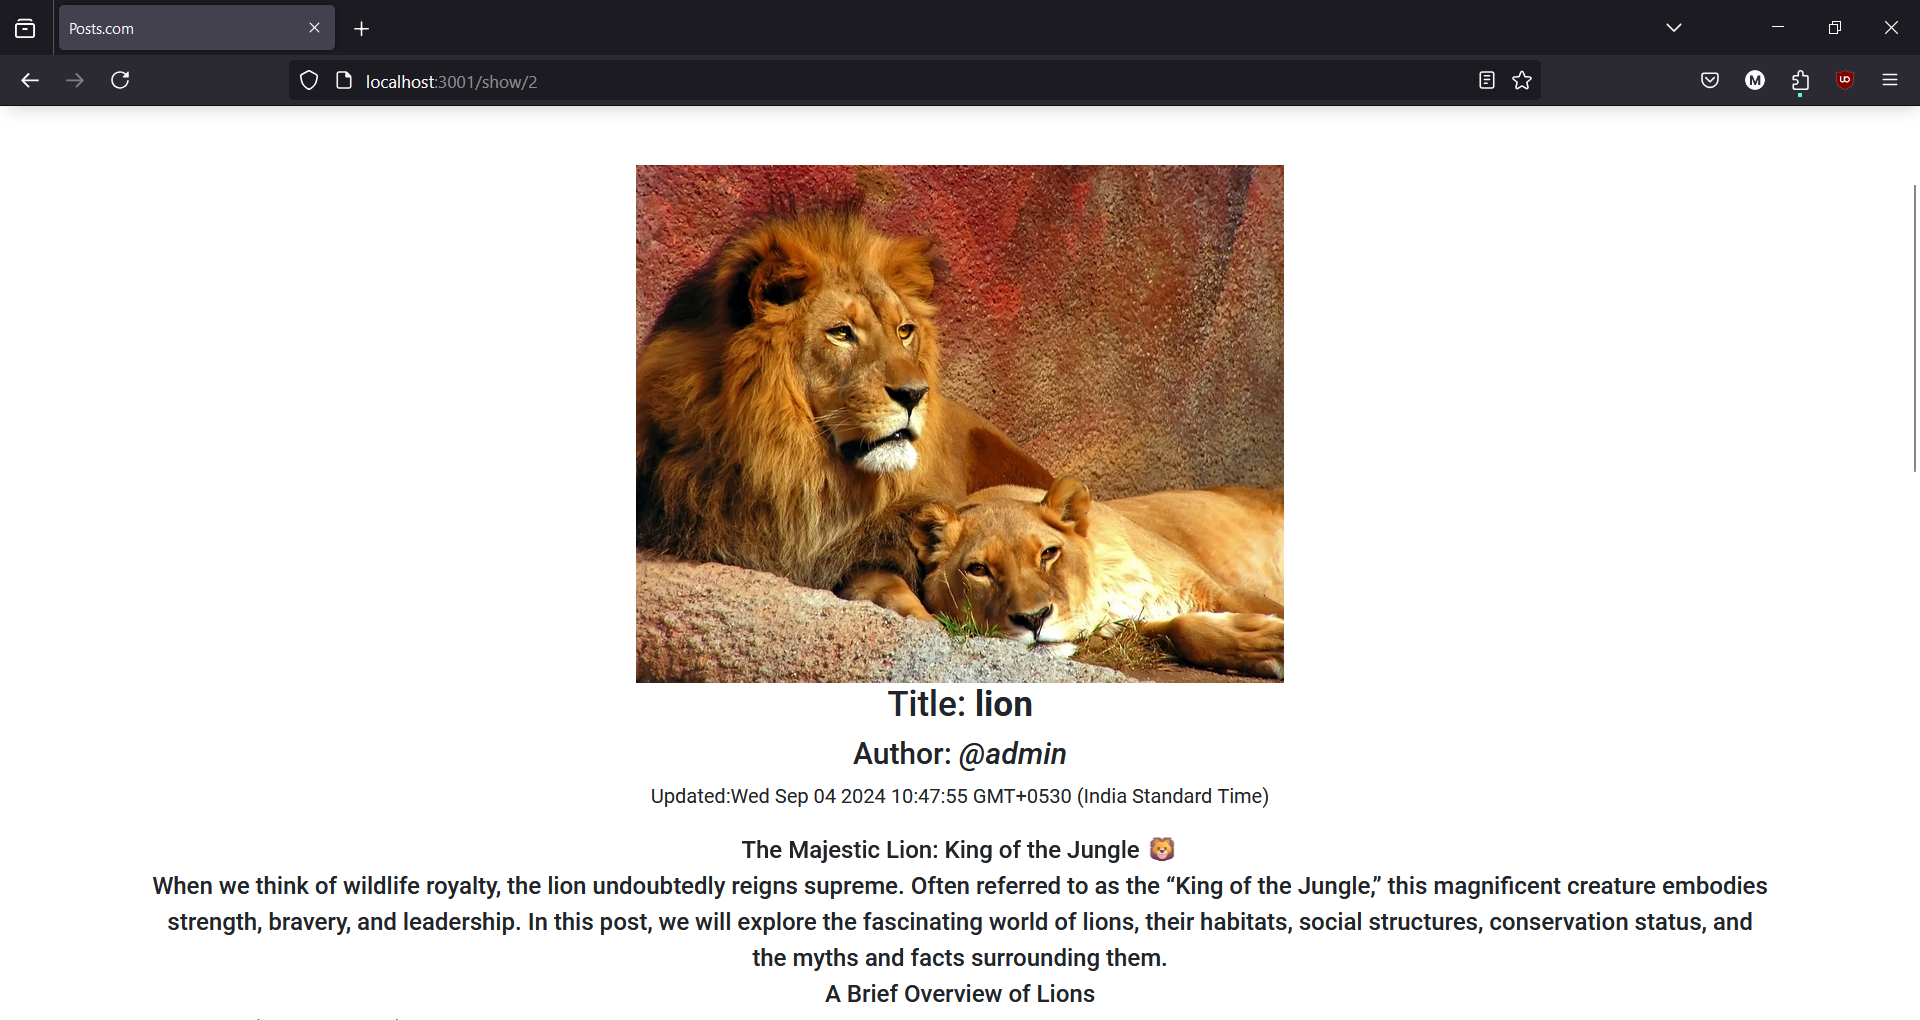 Posts.com
localhost:3001/show/2
Title: lion
Author: @admin
Updated:Wed Sep 04 2024 10:47:55 GMT+0530 (India Standard Time)
The Majestic Lion: King of the Jungle 🦁
When we think of wildlife royalty, the lion undoubtedly reigns supreme. Often referred to as the “King of the Jungle,” this magnificent creature embodies
strength, bravery, and leadership. In this post, we will explore the fascinating world of lions, their habitats, social structures, conservation status, and
the myths and facts surrounding them.
A Brief Overview of Lions